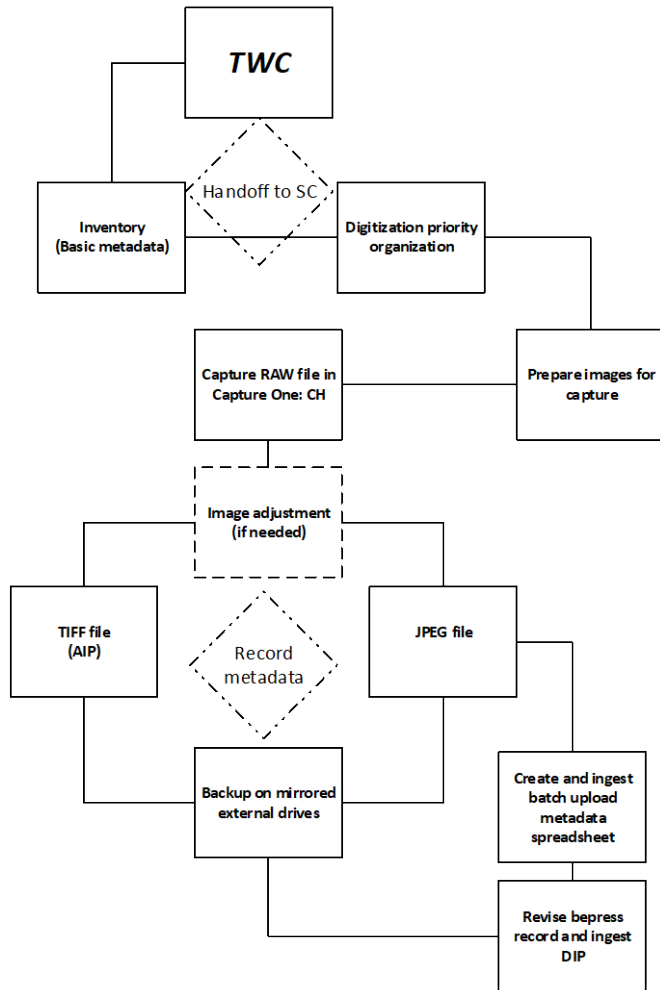 TWC
Handoff to SC
Inventory
(Basic metadata)
Digitization priority
organization
Capture RAW file in
Capture One: CH
Prepare images for
capture
Image adjustment
(if needed)
TIFF file
(AIP)
JPEG file
Record
metadata
Backup on mirrored
external drives
Create and ingest
batch upload
metadata
spreadsheet
Revise bepress
record and ingest
DIP